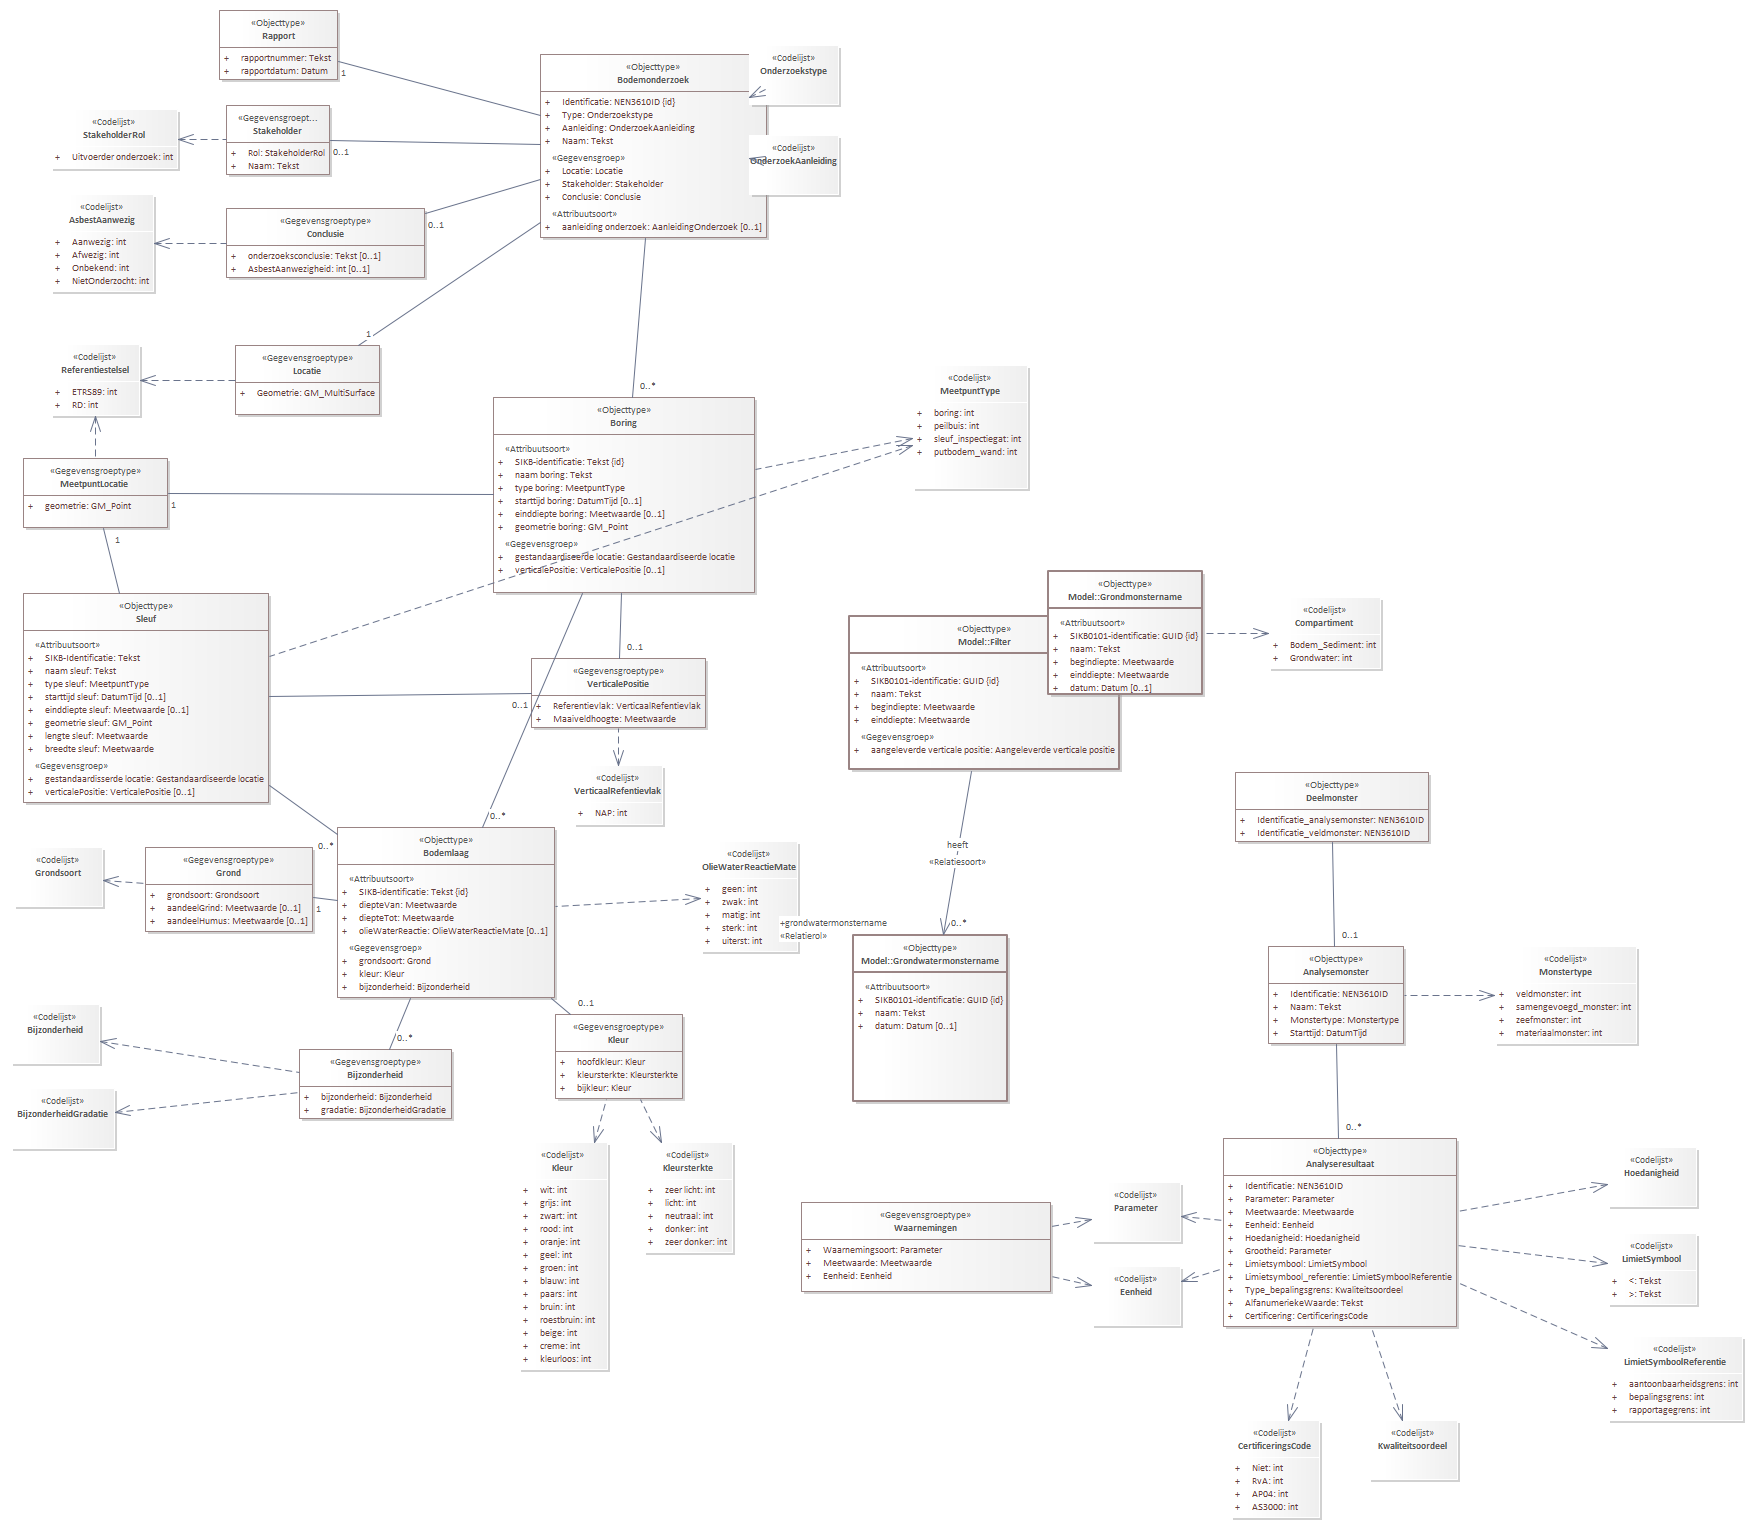 «Objecttype»
Rapport
+ rapportnummer: Tekst
+ rapportdatum: Datum
1
«Objecttype»
Bodemonderzoek
+ Identificatie: NEN3610ID {id}
+ Type: Onderzoekstype
+ Aanleiding: OnderzoekAanleiding
+ Naam: Tekst
«Gegevensgroep»
+ Locatie: Locatie
+ Stakeholder: Stakeholder
+ Conclusie: Conclusie
«Attribuutsoort»
+ aanleiding onderzoek: AanleidingOnderzoek [0..1]
«Codelijst»
Onderzoekstype
«Codelijst»
OnderzoekAanleiding
«Codelijst»
StakeholderRol
+ Uitvoerder onderzoek: int
«Gegevensgroept...
Stakeholder
+ Rol: StakeholderRol
+ Naam: Tekst
0..1
«Codelijst»
AsbestAanwezig
+ Aanwezig: int
+ Afwezig: int
+ Onbekend: int
+ NietOnderzocht: int
«Gegevensgroeptype»
Conclusie
+ onderzoeksconclusie: Tekst [0..1]
+ AsbestAanwezigheid: int [0..1]
0..1
1
«Codelijst»
Referentiestelsel
+ ETRS89: int
+ RD: int
«Gegevensgroeptype»
Locatie
+ Geometrie: GM_MultiSurface
0..*
«Objecttype»
Boring
«Attribuutsoort»
+ SIKB-identificatie: Tekst {id}
+ naam boring: Tekst
+ type boring: MeetpuntType
+ starttijd boring: DatumTijd [0..1]
+ einddiepte boring: Meetwaarde [0..1]
+ geometrie boring: GM_Point
«Gegevensgroep»
+ gestandaardiseerde locatie: Gestandaardiseerde locatie
+ verticalePositie: VerticalePositie [0..1]
«Codelijst»
MeetpuntType
+ boring: int
+ peilbuis: int
+ sleuf_inspectiegat: int
+ putbodem_wand: int
«Gegevensgroeptype»
MeetpuntLocatie
+ geometrie: GM_Point
1
1
«Objecttype»
Sleuf
«Attribuutsoort»
+ SIKB-Identificatie: Tekst
+ naam sleuf: Tekst
+ type sleuf: MeetpuntType
+ starttijd sleuf: DatumTijd [0..1]
+ einddiepte sleuf: Meetwaarde [0..1]
+ geometrie sleuf: GM_Point
+ lengte sleuf: Meetwaarde
+ breedte sleuf: Meetwaarde
«Gegevensgroep»
+ gestandaardisserde locatie: Gestandaardiseerde locatie
+ verticalePositie: VerticalePositie [0..1]
0..1
0..1
«Gegevensgroeptype»
VerticalePositie
+ Referentievlak: VerticaalRefentievlak
+ Maaiveldhoogte: Meetwaarde
«Codelijst»
VerticaalRefentievlak
+ NAP: int
«Objecttype»
Model::Filter
«Attribuutsoort»
+ SIKB0101-identificatie: GUID {id}
+ naam: Tekst
+ begindiepte: Meetwaarde
+ einddiepte: Meetwaarde
«Gegevensgroep»
+ aangeleverde verticale positie: Aangeleverde verticale positie
«Objecttype»
Model::Grondmonstername
«Attribuutsoort»
+ SIKB0101-identificatie: GUID {id}
+ naam: Tekst
+ begindiepte: Meetwaarde
+ einddiepte: Meetwaarde
+ datum: Datum [0..1]
«Codelijst»
Compartiment
+ Bodem_Sediment: int
+ Grondwater: int
heeft
«Relatiesoort»
+grondwatermonstername
«Relatierol»
0..*
«Objecttype»
Model::Grondwatermonstername
«Attribuutsoort»
+ SIKB0101-identificatie: GUID {id}
+ naam: Tekst
+ datum: Datum [0..1]
«Objecttype»
Deelmonster
+ Identificatie_analysemonster: NEN3610ID
+ Identificatie_veldmonster: NEN3610ID
0..1
«Objecttype»
Analysemonster
+ Identificatie: NEN3610ID
+ Naam: Tekst
+ Monstertype: Monstertype
+ Starttijd: DatumTijd
«Codelijst»
Monstertype
+ veldmonster: int
+ samengevoegd_monster: int
+ zeefmonster: int
+ materiaalmonster: int
0..*
0..*
«Objecttype»
Bodemlaag
«Attribuutsoort»
+ SIKB-identificatie: Tekst {id}
+ diepteVan: Meetwaarde
+ diepteTot: Meetwaarde
+ olieWaterReactie: OlieWaterReactieMate [0..1]
«Gegevensgroep»
+ grondsoort: Grond
+ kleur: Kleur
+ bijzonderheid: Bijzonderheid
«Codelijst»
Grondsoort
«Gegevensgroeptype»
Grond
+ grondsoort: Grondsoort
+ aandeelGrind: Meetwaarde [0..1]
+ aandeelHumus: Meetwaarde [0..1]
1
«Codelijst»
OlieWaterReactieMate
+ geen: int
+ zwak: int
+ matig: int
+ sterk: int
+ uiterst: int
«Codelijst»
Bijzonderheid
«Codelijst»
BijzonderheidGradatie
0..*
«Gegevensgroeptype»
Bijzonderheid
+ bijzonderheid: Bijzonderheid
+ gradatie: BijzonderheidGradatie
0..1
«Gegevensgroeptype»
Kleur
+ hoofdkleur: Kleur
+ kleursterkte: Kleursterkte
+ bijkleur: Kleur
«Codelijst»
Kleur
+ wit: int
+ grijs: int
+ zwart: int
+ rood: int
+ oranje: int
+ geel: int
+ groen: int
+ blauw: int
+ paars: int
+ bruin: int
+ roestbruin: int
+ beige: int
+ creme: int
+ kleurloos: int
«Codelijst»
Kleursterkte
+ zeer licht: int
+ licht: int
+ neutraal: int
+ donker: int
+ zeer donker: int
«Gegevensgroeptype»
Waarnemingen
+ Waarnemingsoort: Parameter
+ Meetwaarde: Meetwaarde
+ Eenheid: Eenheid
«Codelijst»
Parameter
«Codelijst»
Eenheid
0..*
«Objecttype»
Analyseresultaat
+ Identificatie: NEN3610ID
+ Parameter: Parameter
+ Meetwaarde: Meetwaarde
+ Eenheid: Eenheid
+ Hoedanigheid: Hoedanigheid
+ Grootheid: Parameter
+ Limietsymbool: LimietSymbool
+ Limietsymbool_referentie: LimietSymboolReferentie
+ Type_bepalingsgrens: Kwaliteitsoordeel
+ AlfanumeriekeWaarde: Tekst
+ Certificering: CertificeringsCode
«Codelijst»
Hoedanigheid
«Codelijst»
LimietSymbool
+ <: Tekst
+ >: Tekst
«Codelijst»
LimietSymboolReferentie
+ aantoonbaarheidsgrens: int
+ bepalingsgrens: int
+ rapportagegrens: int
«Codelijst»
CertificeringsCode
+ Niet: int
+ RvA: int
+ AP04: int
+ AS3000: int
«Codelijst»
Kwaliteitsoordeel